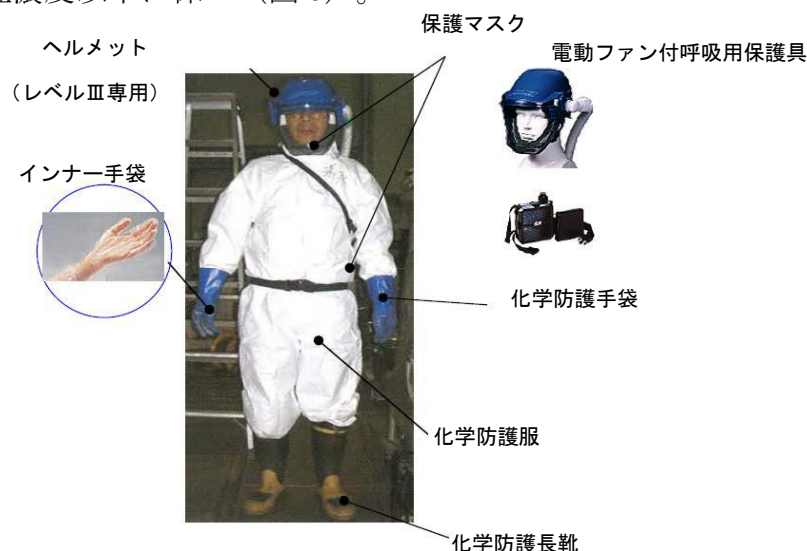 保護マスク
ヘルメット
電動ファン付呼吸用保護具
（レベルⅢ専用）
インナー手袋
化学防護手袋
化学防護服
化学防護長靴